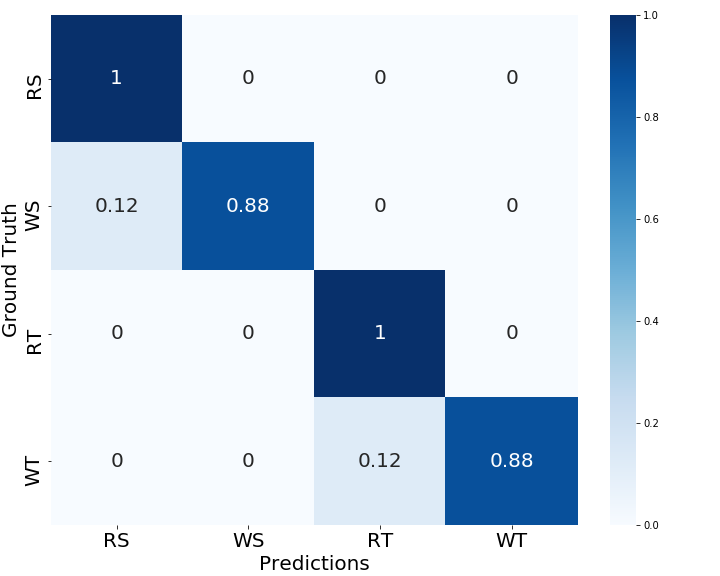 Ground Truth
RS 1 0 0 0
WS 0.12 0.88 0 0
RT 0 0 1 0
WT 0 0 0.12 0.88
RS WS RT WT
Predictions
1.0
0.8
0.6
0.4
0.2
0.0